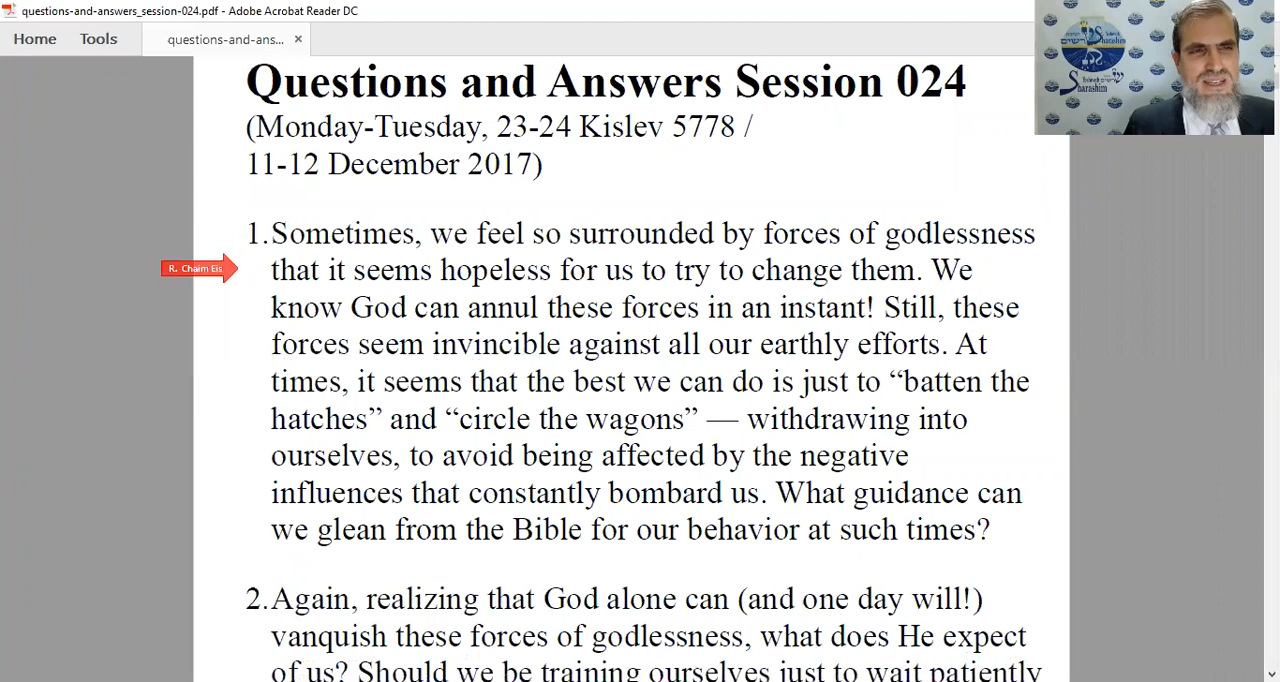 questions-and-answers_session-024.pdf - Adobe Acrobat Reader DC
Home Tools questions-and-ans... ×
Questions and Answers Session 024
(Monday-Tuesday, 23-24 Kislev 5778 /
11-12 December 2017)
1. Sometimes, we feel so surrounded by forces of godlessness
R. Chaim Eis
that it seems hopeless for us to try to change them. We
know God can annul these forces in an instant! Still, these
forces seem invincible against all our earthly efforts. At
times, it seems that the best we can do is just to “batten the
hatches” and “circle the wagons” — withdrawing into
ourselves, to avoid being affected by the negative
influences that constantly bombard us. What guidance can
we glean from the Bible for our behavior at such times?
2. Again, realizing that God alone can (and one day will!)
vanquish these forces of godlessness, what does He expect
of us? Should we be training ourselves just to wait patiently
Sharashim